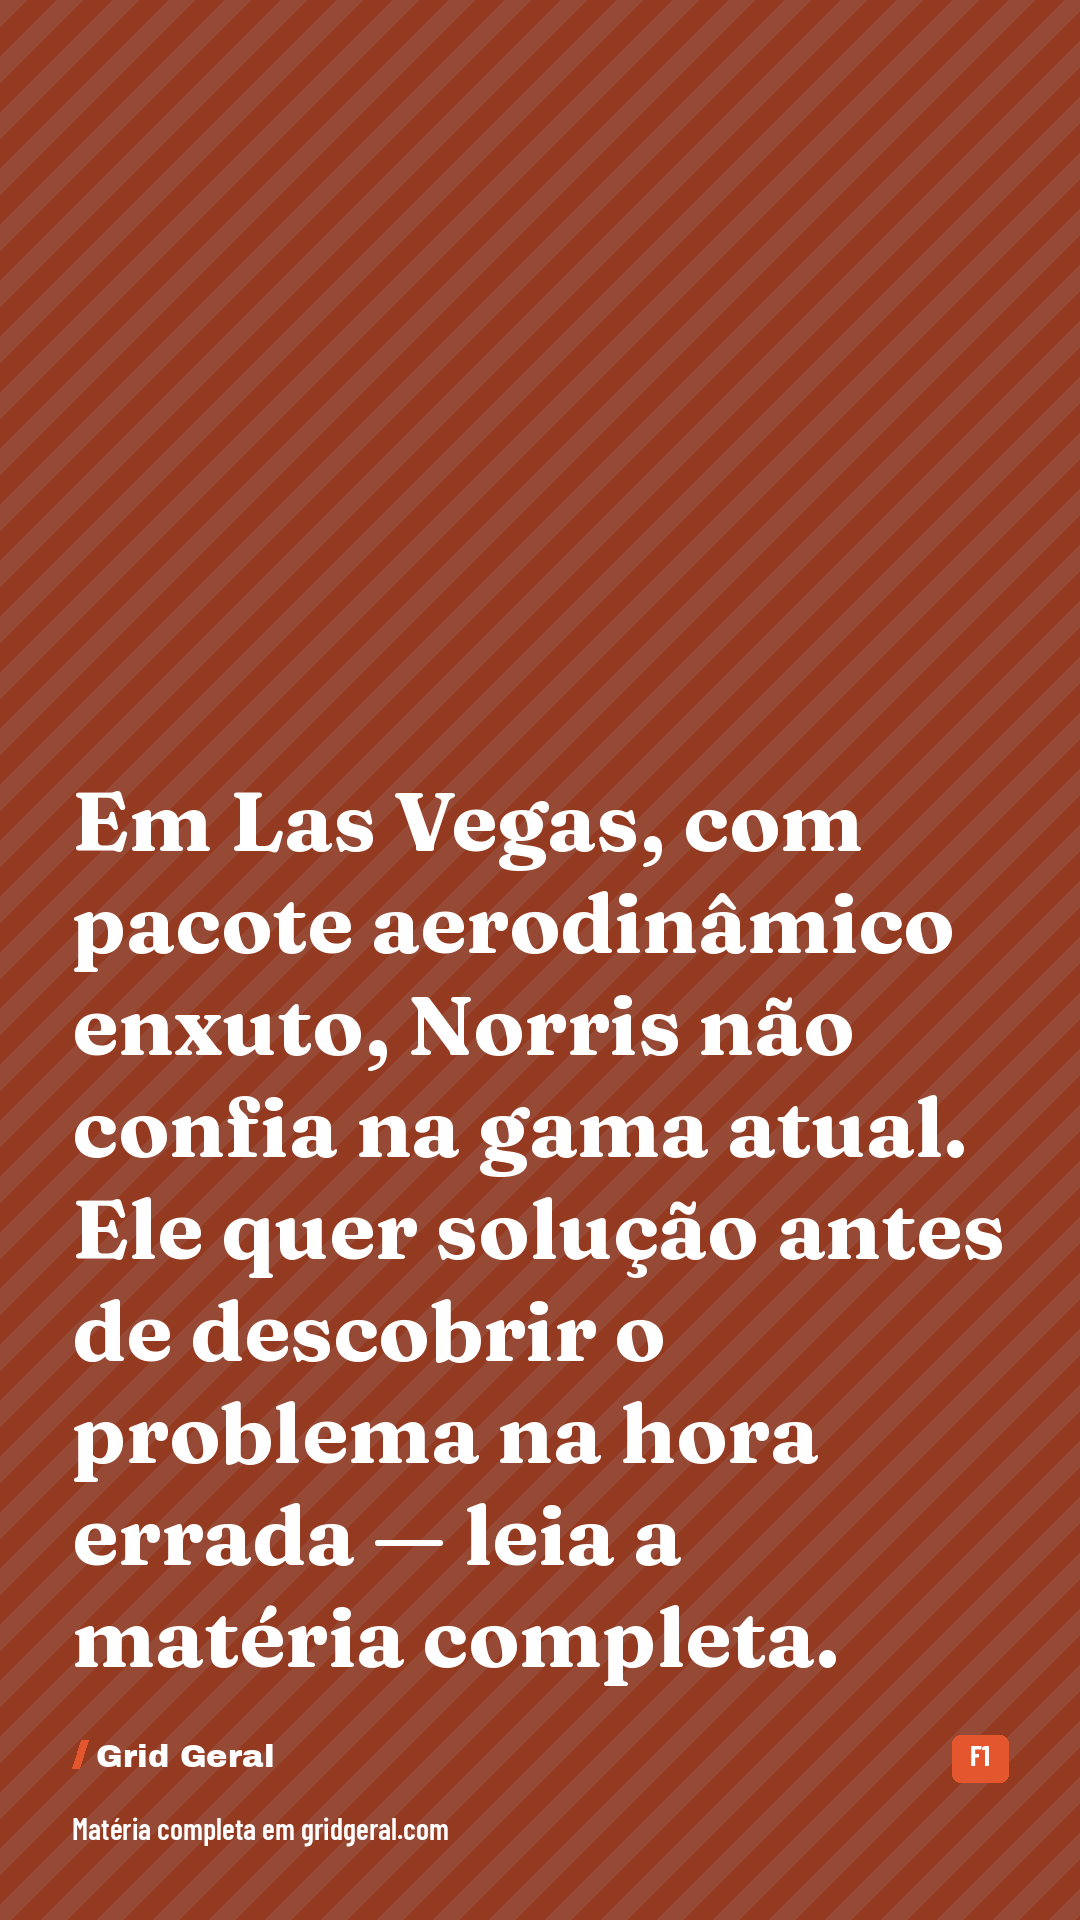 Em Las Vegas, com
pacote aerodinâmico
enxuto, Norris não
confia na gama atual.
Ele quer solução antes
de descobrir o
problema na hora
errada — leia a
matéria completa.
/ Grid Geral
F1
Matéria completa em gridgeral.com